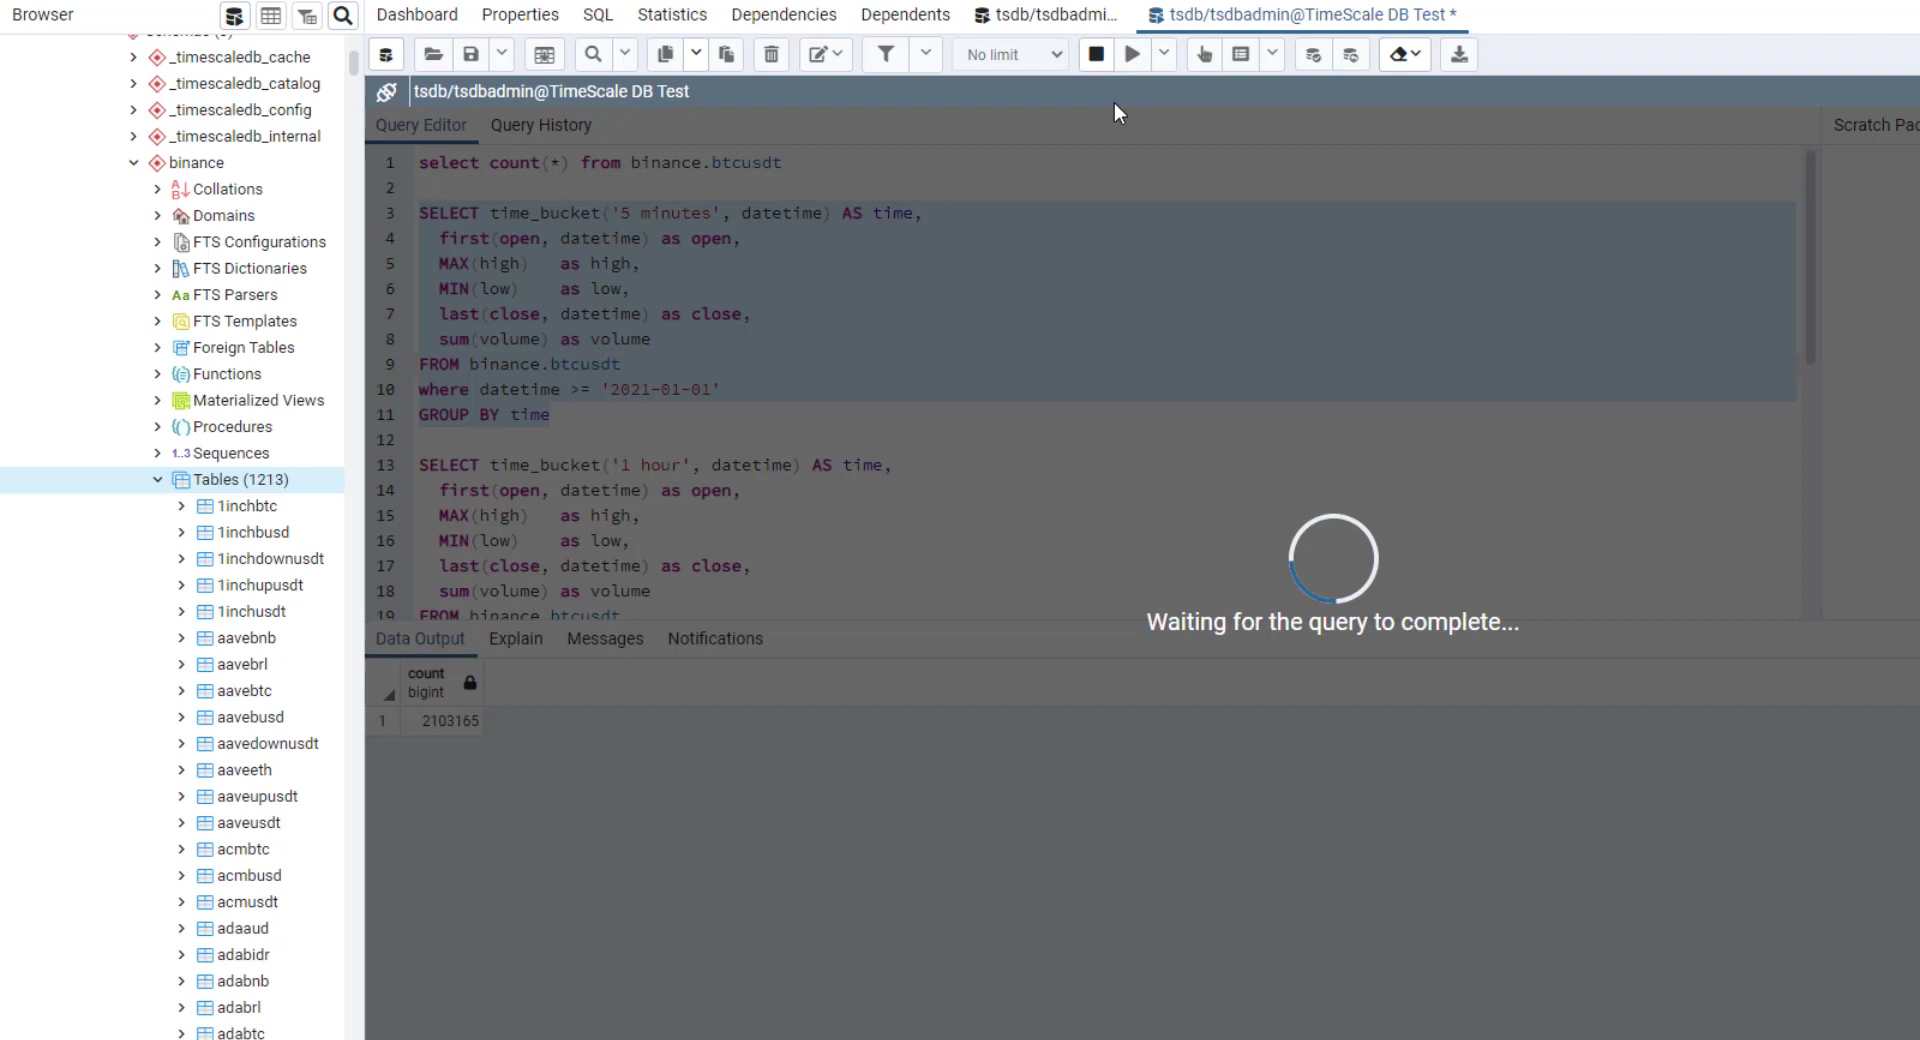 Browser
Dashboard
Properties
SQL
Statistics
Dependencies
Dependents
tsdb/tsdbadmi...
tsdb/tsdbadmin@TimeScale DB Test *
No limit
tsdb/tsdbadmin@TimeScale DB Test
Query Editor
Query History
Scratch Pac
_timescaledb_cache
_timescaledb_catalog
_timescaledb_config
_timescaledb_internal
binance
Collations
Domains
FTS Configurations
FTS Dictionaries
Aa FTS Parsers
FTS Templates
Foreign Tables
Functions
Materialized Views
Procedures
1..3 Sequences
Tables (1213)
1inchbtc
1inchbusd
1inchdownusdt
1inchupusdt
1inchusdt
aavebnb
aavebrl
aavebtc
aavebusd
aavedownusdt
aaveeth
aaveupusdt
aaveusdt
acmbtc
acmbusd
acmusdt
adaaud
adabidr
adabnb
adabrl
adabtc
1 select count(*) from binance.btcusdt
2
3 SELECT time_bucket('5 minutes', datetime) AS time,
4 first(open, datetime) as open,
5 MAX(high) as high,
6 MIN(low) as low,
7 last(close, datetime) as close,
8 sum(volume) as volume
9 FROM binance.btcusdt
10 where datetime >= '2021-01-01'
11 GROUP BY time
12
13 SELECT time_bucket('1 hour', datetime) AS time,
14 first(open, datetime) as open,
15 MAX(high) as high,
16 MIN(low) as low,
17 last(close, datetime) as close,
18 sum(volume) as volume
19 FROM binance.btcusdt
Waiting for the query to complete...
Data Output
Explain
Messages
Notifications
count
bigint
1 2103165